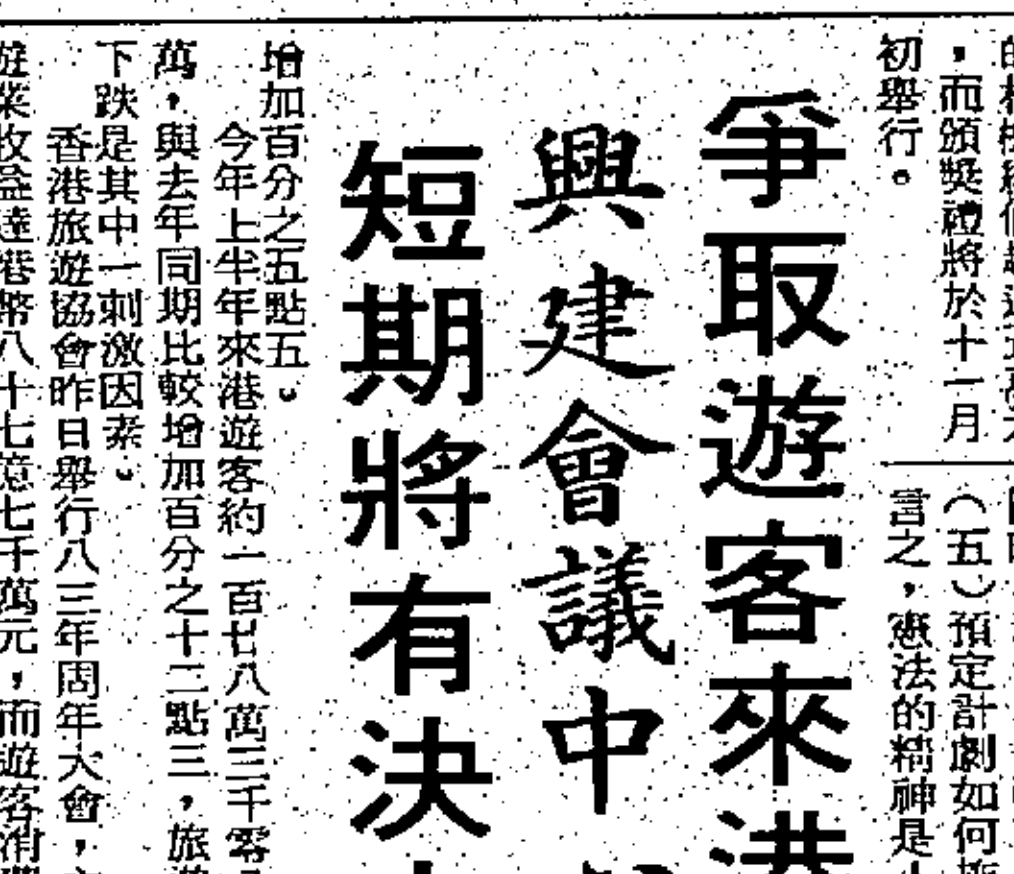 ，而頒獎禮將於十一月
初舉行。
（五）預定計劃如何
言之，憲法的精神是
爭取遊客來港
興建會議中
短期將有決
增加百分之五點五。
今年上半年來港遊客約一百廿八萬三千零
萬，與去年同期比較增加百分之十二點三，旅遊
下跌是其中一刺激因素。
香港旅遊協會昨日舉行八三年周年大會，
遊業收益達港幣八十七億七千萬元，而遊客消